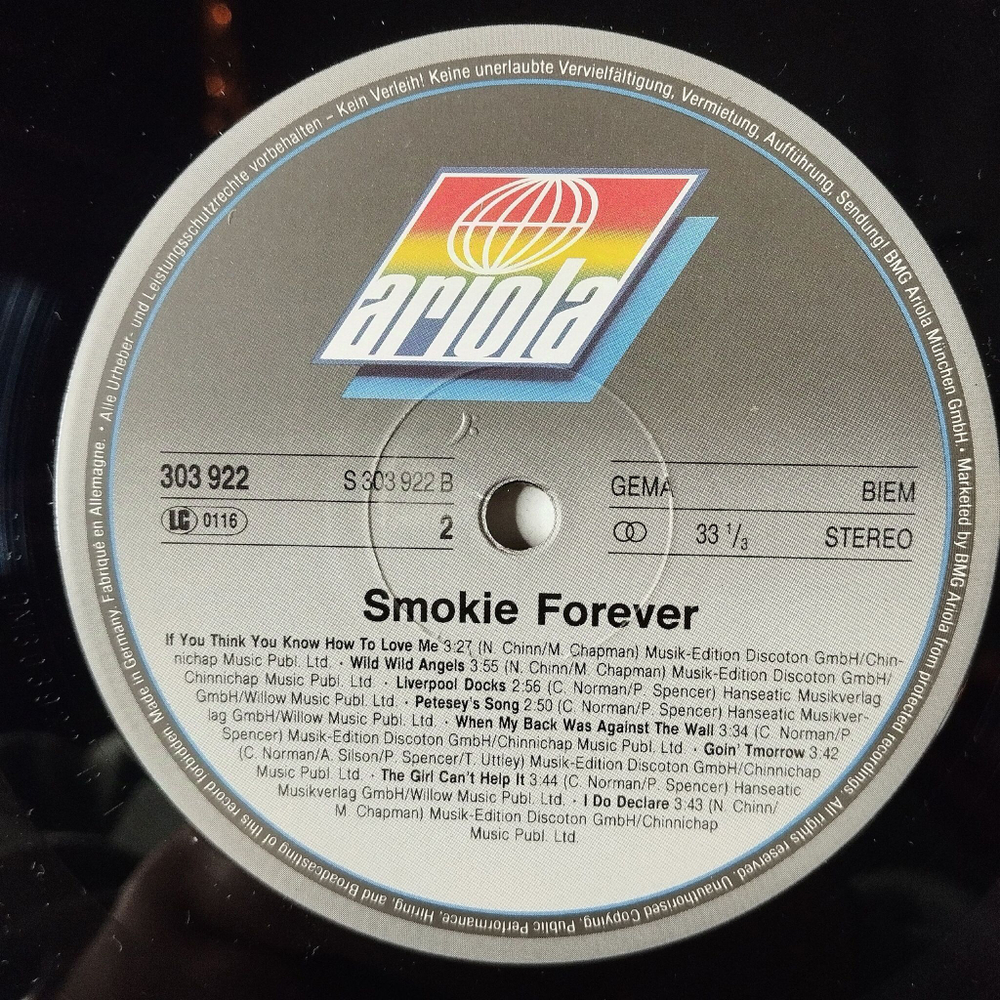 Alle Urheber- und Leistungsschutzrechte vorbehalten – Kein Verleih! Keine unerlaubte Vervielfältigung, Vermietung, Aufführung, Sendung! BMG Ariola München GmbH. • Marketed by BMG Ariola from protected recordings. All rights reserved. Unauthorised Copying, Public Performance, Hiring, and Broadcasting of this record forbidden Made in Germany. Fabriqué en Allemagne. •
ariola
303 922 S 303 922 B GEMA BIEM
LC 0116 2 33 1/3 STEREO
Smokie Forever
If You Think You Know How To Love Me 3:27 (N. Chinn/M. Chapman) Musik-Edition Discoton GmbH/Chin-
nichap Music Publ. Ltd. · Wild Wild Angels 3:55 (N. Chinn/M. Chapman) Musik-Edition Discoton GmbH/
Chinnichap Music Publ. Ltd. · Liverpool Docks 2:56 (C. Norman/P. Spencer) Hanseatic Musikverlag
GmbH/Willow Music Publ. Ltd. · Petesey's Song 2:50 (C. Norman/P. Spencer) Hanseatic Musikver-
lag GmbH/Willow Music Publ. Ltd. · When My Back Was Against The Wall 3:34 (C. Norman/P.
Spencer) Musik-Edition Discoton GmbH/Chinnichap Music Publ. Ltd. · Goin' Tmorrow 3:42
(C. Norman/A. Silson/P. Spencer/T. Uttley) Musik-Edition Discoton GmbH/Chinnichap
Music Publ. Ltd. · The Girl Can't Help It 3:44 (C. Norman/P. Spencer) Hanseatic
Musikverlag GmbH/Willow Music Publ. Ltd. · I Do Declare 3:43 (N. Chinn/
M. Chapman) Musik-Edition Discoton GmbH/Chinnichap
Music Publ. Ltd.